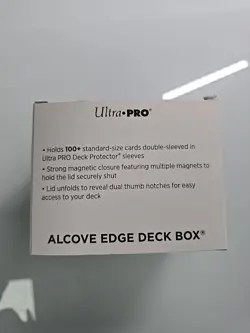 Ultra•PRO®
• Holds 100+ standard-size cards double-sleeved in
Ultra PRO Deck Protector® sleeves
• Strong magnetic closure featuring multiple magnets to
hold the lid securely shut
• Lid unfolds to reveal dual thumb notches for easy
access to your deck
ALCOVE EDGE DECK BOX®